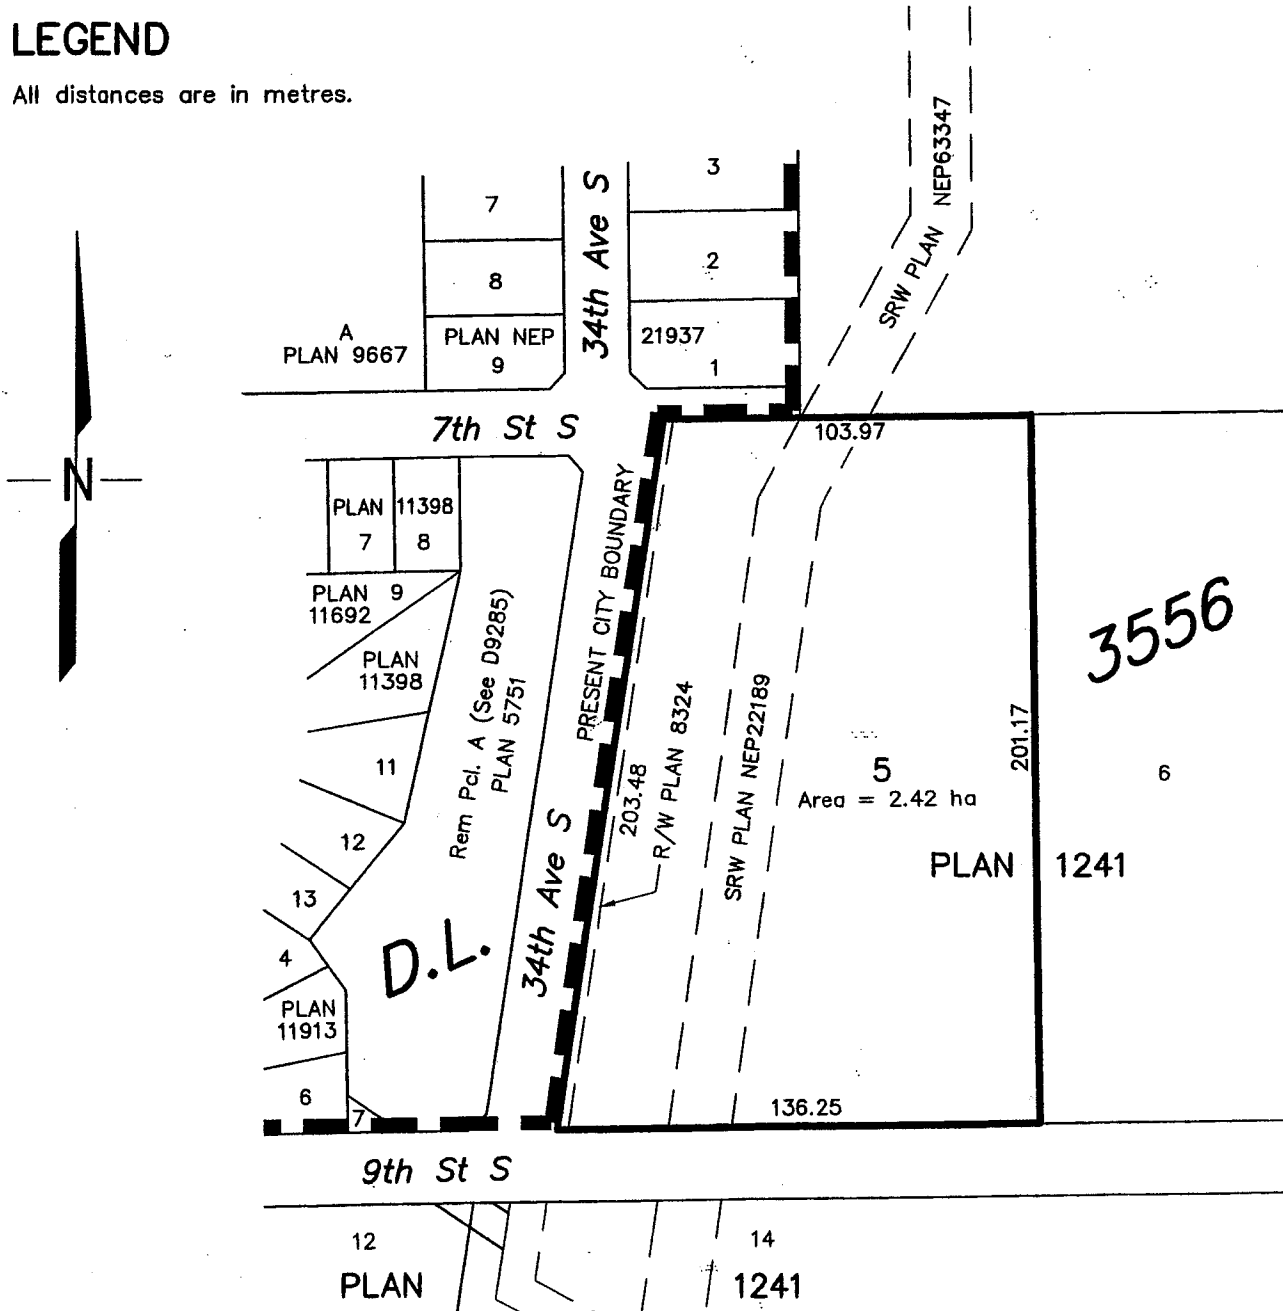 LEGEND
All distances are in metres.
SRW PLAN NEP63347
3
7
34th Ave S
2
8
A
PLAN 9667
PLAN NEP
9
21937
1
7th St S
103.97
N
PLAN 11398
7 8
PRESENT CITY BOUNDARY
PLAN 9
11692
PLAN
11398
Rem Pcl. A (See D9285)
PLAN 5751
3556
R/W PLAN 8324
SRW PLAN NEP22189
201.17
203.48
11
5
Area = 2.42 ha
6
12
34th Ave S
PLAN 1241
13
D.L.
4
PLAN
11913
6
7
136.25
9th St S
12
14
PLAN 1241